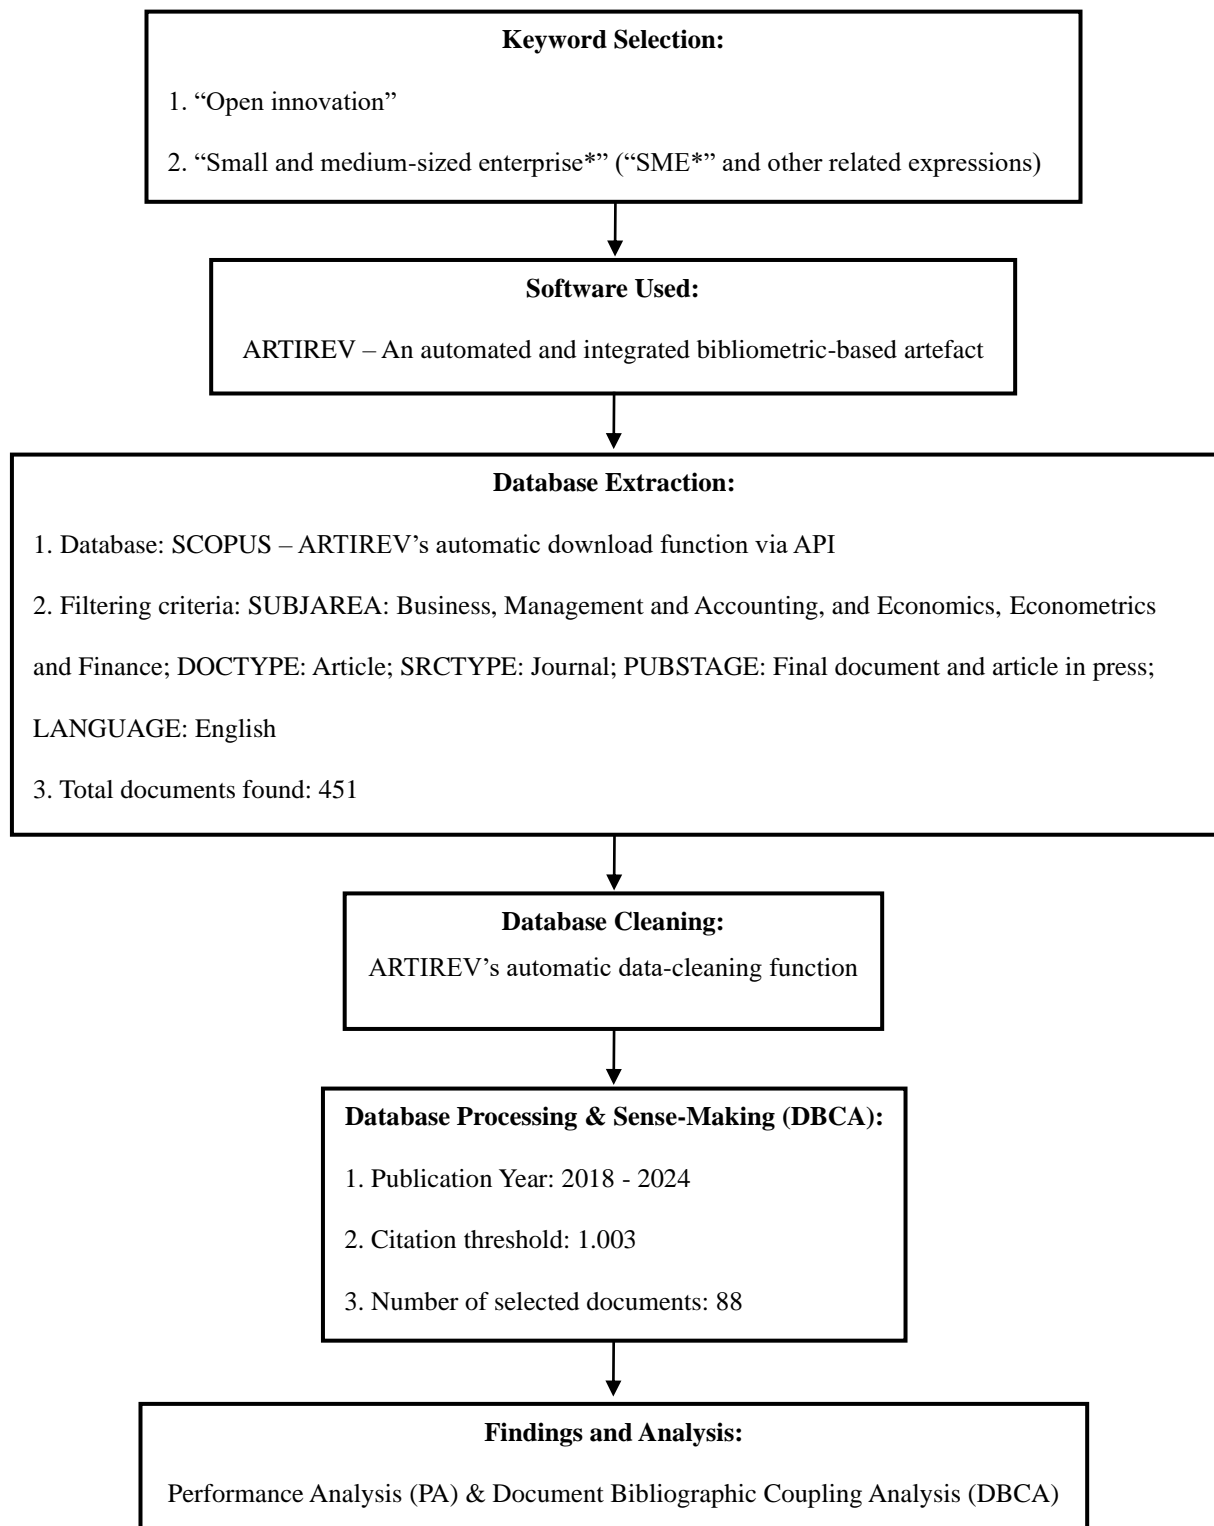 Keyword Selection:
1. “Open innovation”
2. “Small and medium-sized enterprise*” (“SME*” and other related expressions)
Software Used:
ARTIREV – An automated and integrated bibliometric-based artefact
Database Extraction:
1. Database: SCOPUS – ARTIREV’s automatic download function via API
2. Filtering criteria: SUBJAREA: Business, Management and Accounting, and Economics, Econometrics
and Finance; DOCTYPE: Article; SRCTYPE: Journal; PUBSTAGE: Final document and article in press;
LANGUAGE: English
3. Total documents found: 451
Database Cleaning:
ARTIREV’s automatic data-cleaning function
Database Processing & Sense-Making (DBCA):
1. Publication Year: 2018 - 2024
2. Citation threshold: 1.003
3. Number of selected documents: 88
Findings and Analysis:
Performance Analysis (PA) & Document Bibliographic Coupling Analysis (DBCA)